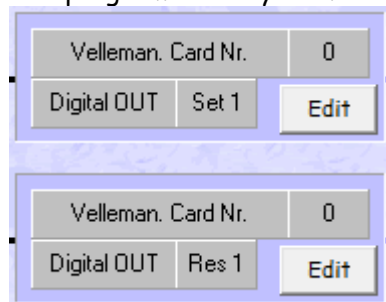 Velleman. Card Nr. 0
Digital OUT Set 1 Edit
Velleman. Card Nr. 0
Digital OUT Res 1 Edit